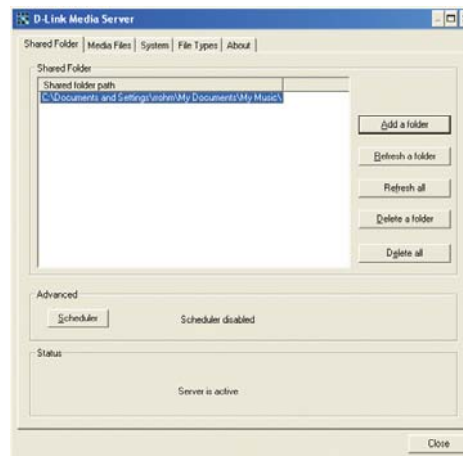 D-Link Media Server
Shared Folder Media Files System File Types About
Shared Folder
Shared folder path
C:\Documents and Settings\rrohm\My Documents\My Music\
Add a folder
Refresh a folder
Refresh all
Delete a folder
Delete all
Advanced
Scheduler Scheduler disabled
Status
Server is active
Close